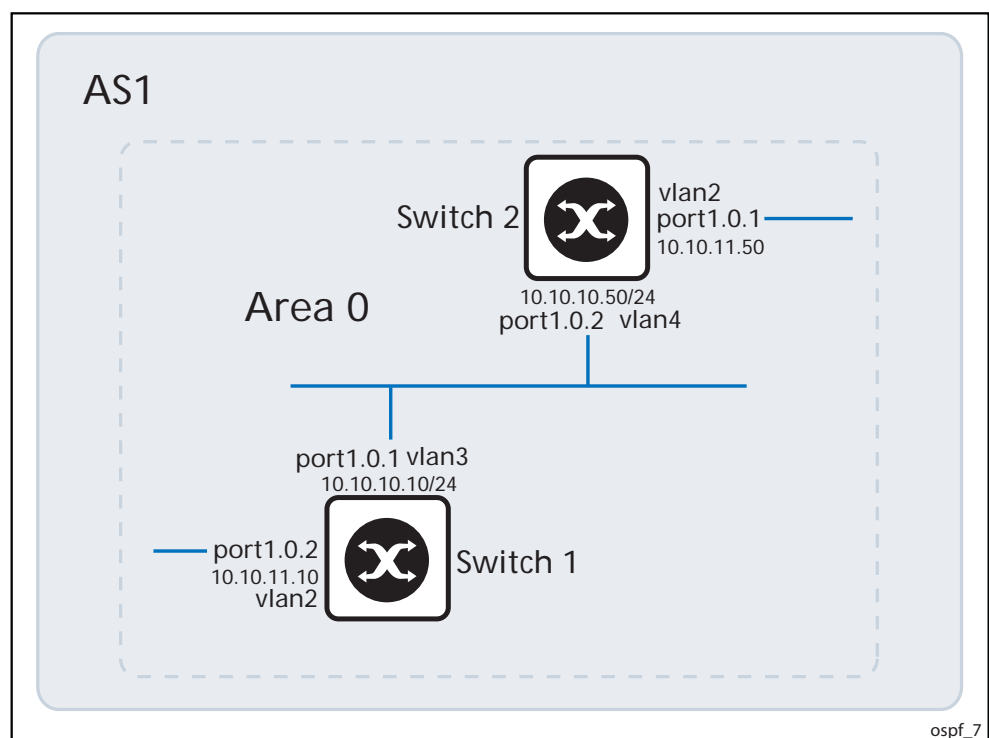 AS1
vlan2
Switch 2
port1.0.1
10.10.11.50
10.10.10.50/24
Area 0
port1.0.2 vlan4
port1.0.1 vlan3
10.10.10.10/24
port1.0.2
Switch 1
10.10.11.10
vlan2
ospf_7